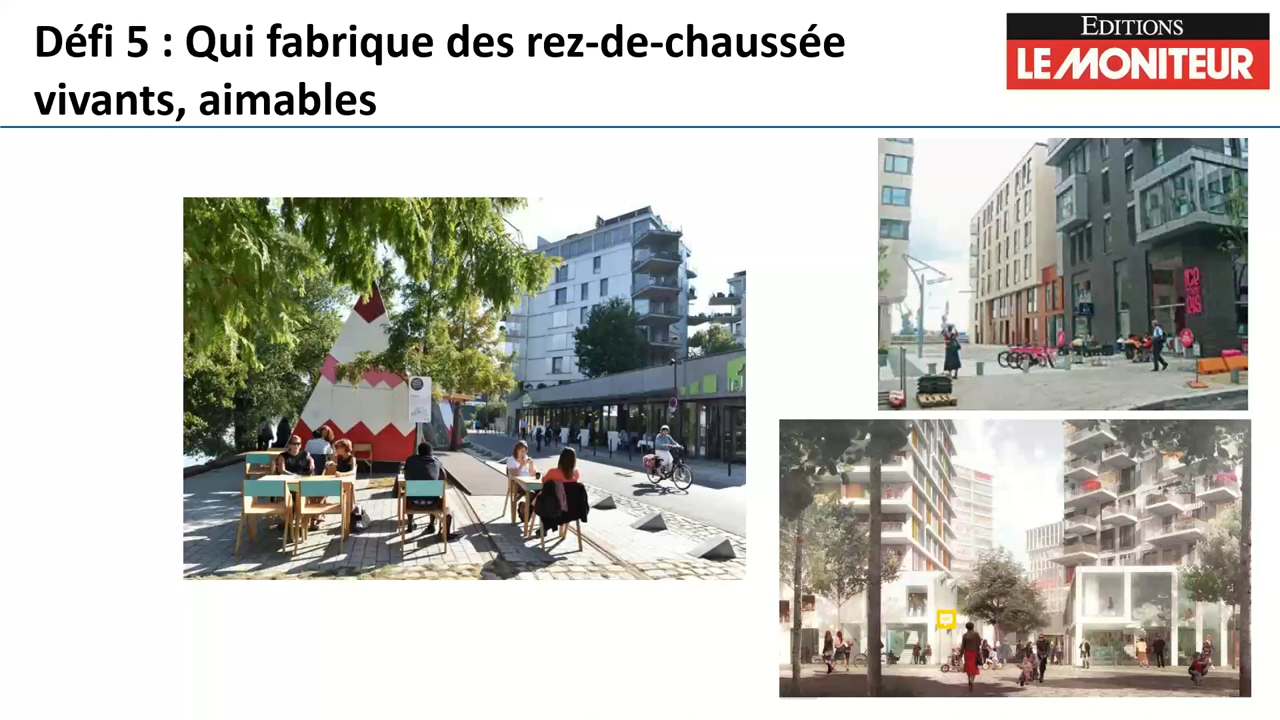 Défi 5 : Qui fabrique des rez-de-chaussée
vivants, aimables
EDITIONS
LE MONITEUR